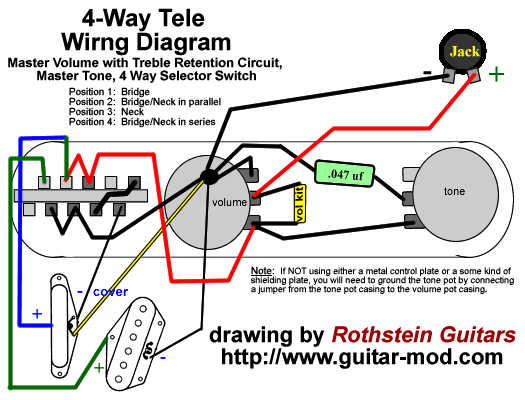 4-Way Tele
Wirng Diagram
Master Volume with Treble Retention Circuit,
Master Tone, 4 Way Selector Switch
Position 1: Bridge
Position 2: Bridge/Neck in parallel
Position 3: Neck
Position 4: Bridge/Neck in series
Jack
-
+
.047 uf
volume
vol kit
tone
Note: If NOT using either a metal control plate or a some kind of
shielding plate, you will need to ground the tone pot by connecting
a jumper from the tone pot casing to the volume pot casing.
- cover
+
+
-
drawing by Rothstein Guitars
http://www.guitar-mod.com